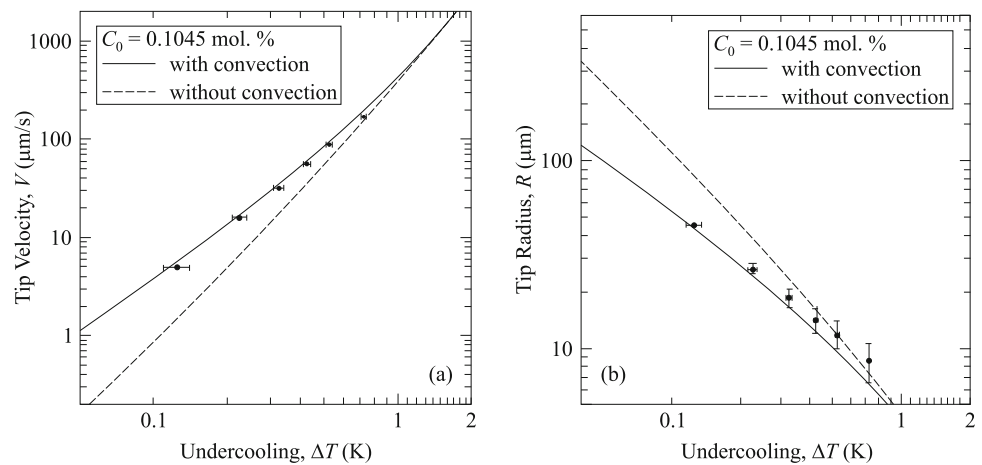 1000
100
10
1
0.1
1
2
Tip Velocity, V (μm/s)
Undercooling, ΔT (K)
C₀ = 0.1045 mol. %
with convection
without convection
(a)
100
10
0.1
1
2
Tip Radius, R (μm)
Undercooling, ΔT (K)
C₀ = 0.1045 mol. %
with convection
without convection
(b)